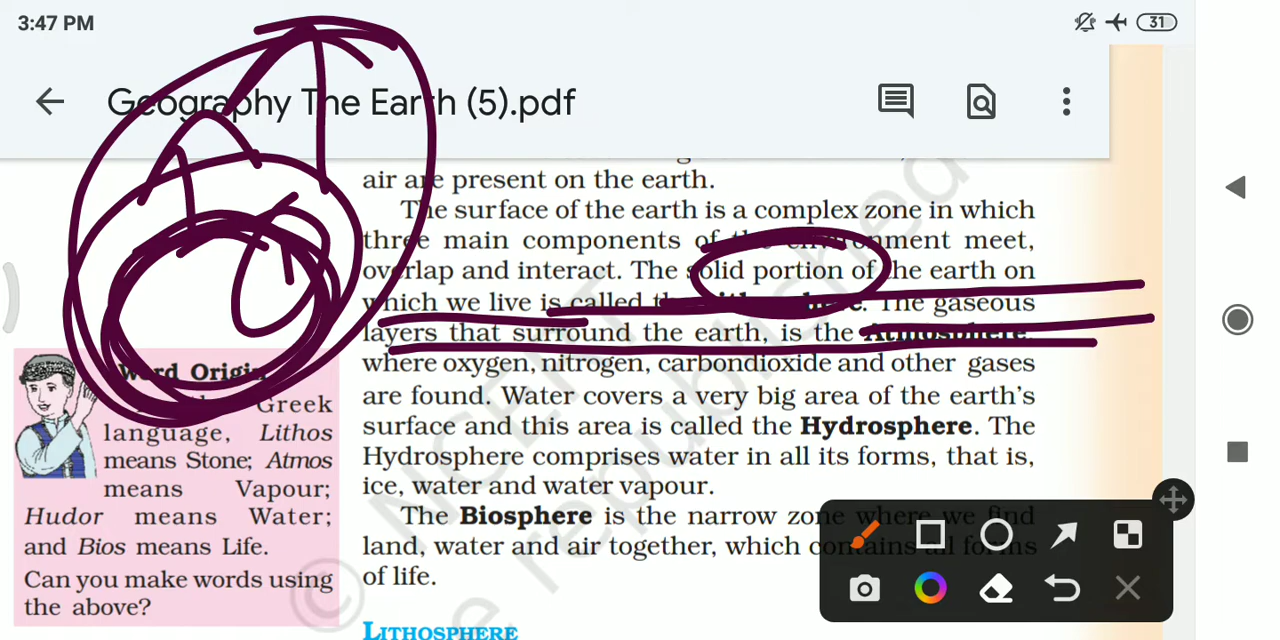 3:47 PM
31
Geography The Earth (5).pdf
air are present on the earth.
The surface of the earth is a complex zone in which
three main components of the environment meet,
overlap and interact. The solid portion of the earth on
which we live is called the Lithosphere. The gaseous
layers that surround the earth, is the Atmosphere,
where oxygen, nitrogen, carbondioxide and other gases
are found. Water covers a very big area of the earth's
surface and this area is called the Hydrosphere. The
Hydrosphere comprises water in all its forms, that is,
ice, water and water vapour.
The Biosphere is the narrow zone where we find
land, water and air together, which contains all forms
of life.
LITHOSPHERE
Word Origin
Greek
language, Lithos
means Stone; Atmos
means Vapour;
Hudor means Water;
and Bios means Life.
Can you make words using
the above?
© NCERT
republished